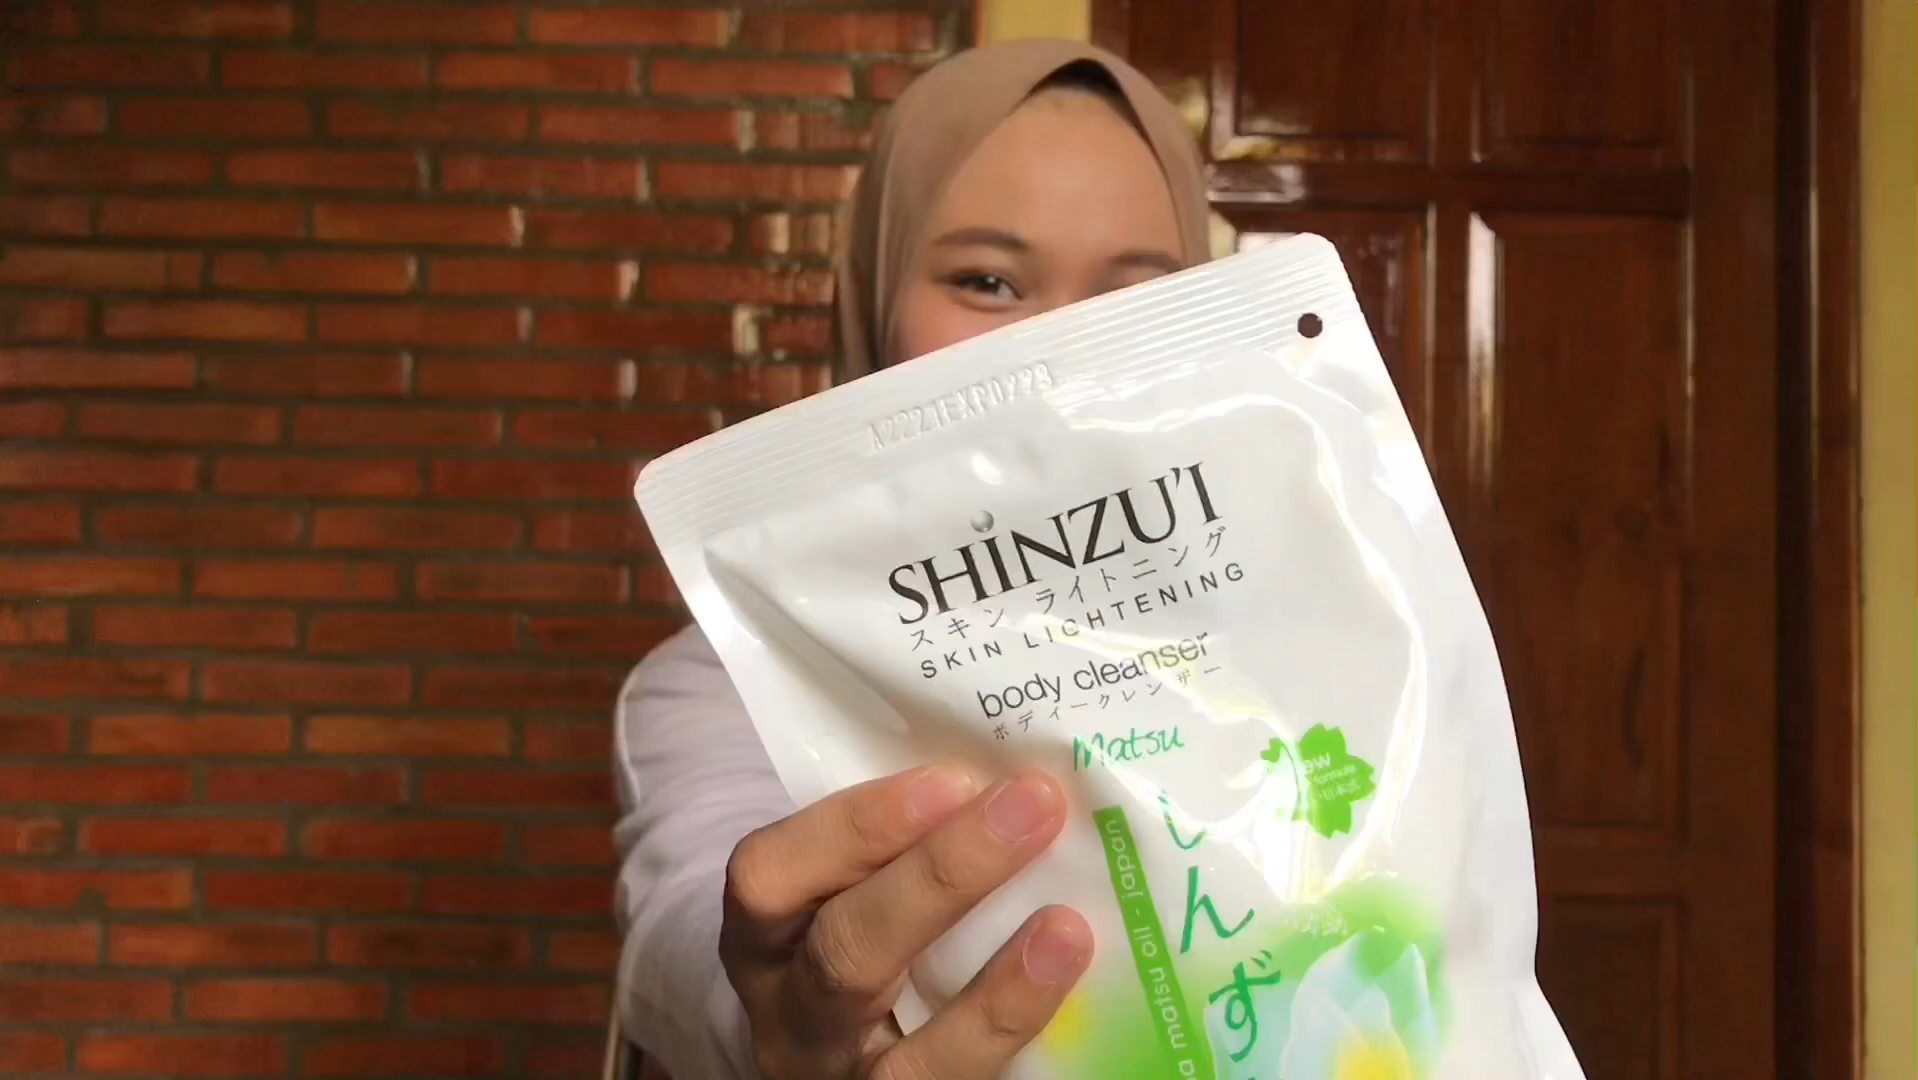 SHiNZU'I
スキン ライトニング
SKIN LIGHTENING
body cleanser
ボディークレンザー
Matsu
matsu oil - japan
しんず